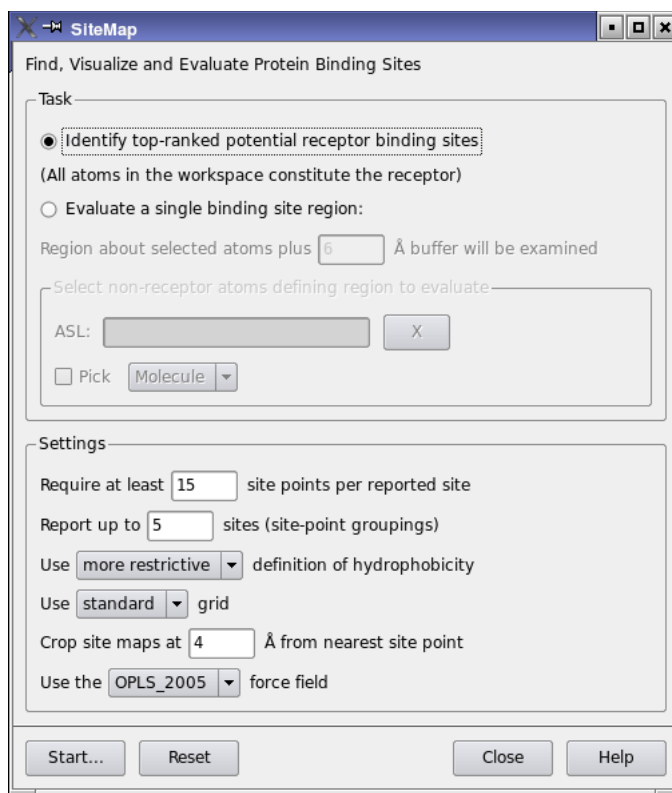 SiteMap
Find, Visualize and Evaluate Protein Binding Sites
Task
Identify top-ranked potential receptor binding sites
(All atoms in the workspace constitute the receptor)
Evaluate a single binding site region:
Region about selected atoms plus 6 Å buffer will be examined
Select non-receptor atoms defining region to evaluate
ASL: X
Pick Molecule
Settings
Require at least 15 site points per reported site
Report up to 5 sites (site-point groupings)
Use more restrictive definition of hydrophobicity
Use standard grid
Crop site maps at 4 Å from nearest site point
Use the OPLS_2005 force field
Start... Reset Close Help